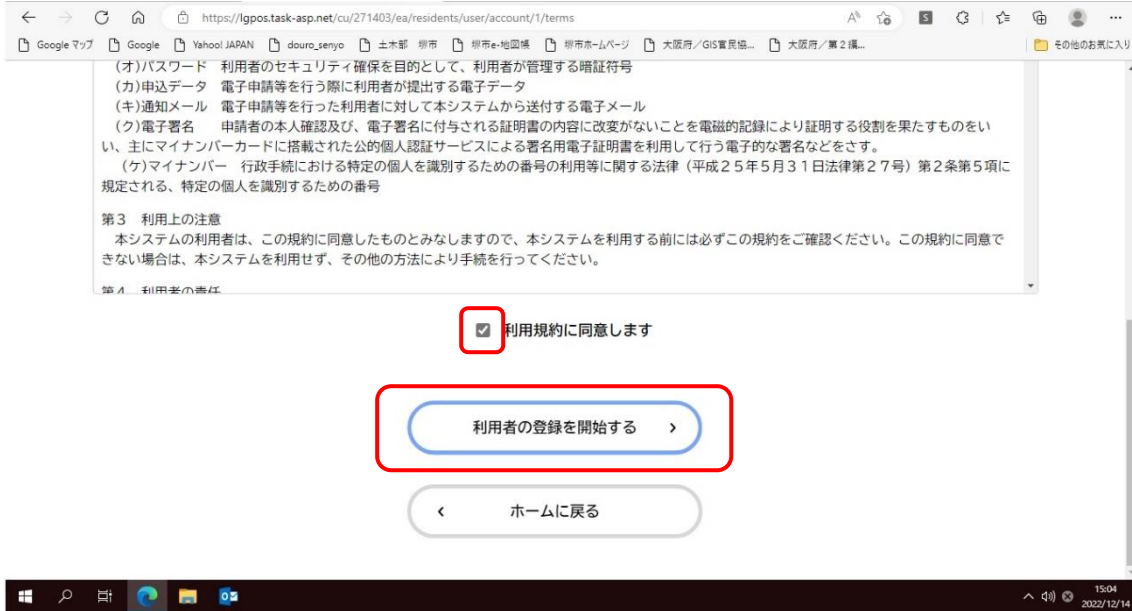 https://lgpos.task-asp.net/cu/271403/ea/residents/user/account/1/terms
Google マップ Google Yahoo! JAPAN douro_senyo 土木部 堺市 堺市e-地図帳 堺市ホームページ 大阪府/GIS官民協... 大阪府/第2溝... その他のお気に入り
(オ)パスワード 利用者のセキュリティ確保を目的として、利用者が管理する暗証符号
(カ)申込データ 電子申請等を行う際に利用者が提出する電子データ
(キ)通知メール 電子申請等を行った利用者に対して本システムから送付する電子メール
(ク)電子署名 申請者の本人確認及び、電子署名に付与される証明書の内容に改変がないことを電磁的記録により証明する役割を果たすものをい
い、主にマイナンバーカードに搭載された公的個人認証サービスによる署名用電子証明書を利用して行う電子的な署名などをさす。
(ケ)マイナンバー 行政手続における特定の個人を識別するための番号の利用等に関する法律(平成25年5月31日法律第27号)第2条第5項に
規定される、特定の個人を識別するための番号
第3 利用上の注意
本システムの利用者は、この規約に同意したものとみなしますので、本システムを利用する前には必ずこの規約をご確認ください。この規約に同意で
きない場合は、本システムを利用せず、その他の方法により手続を行ってください。
第4 利用者の責任
利用規約に同意します
利用者の登録を開始する
ホームに戻る
15:04
2022/12/14